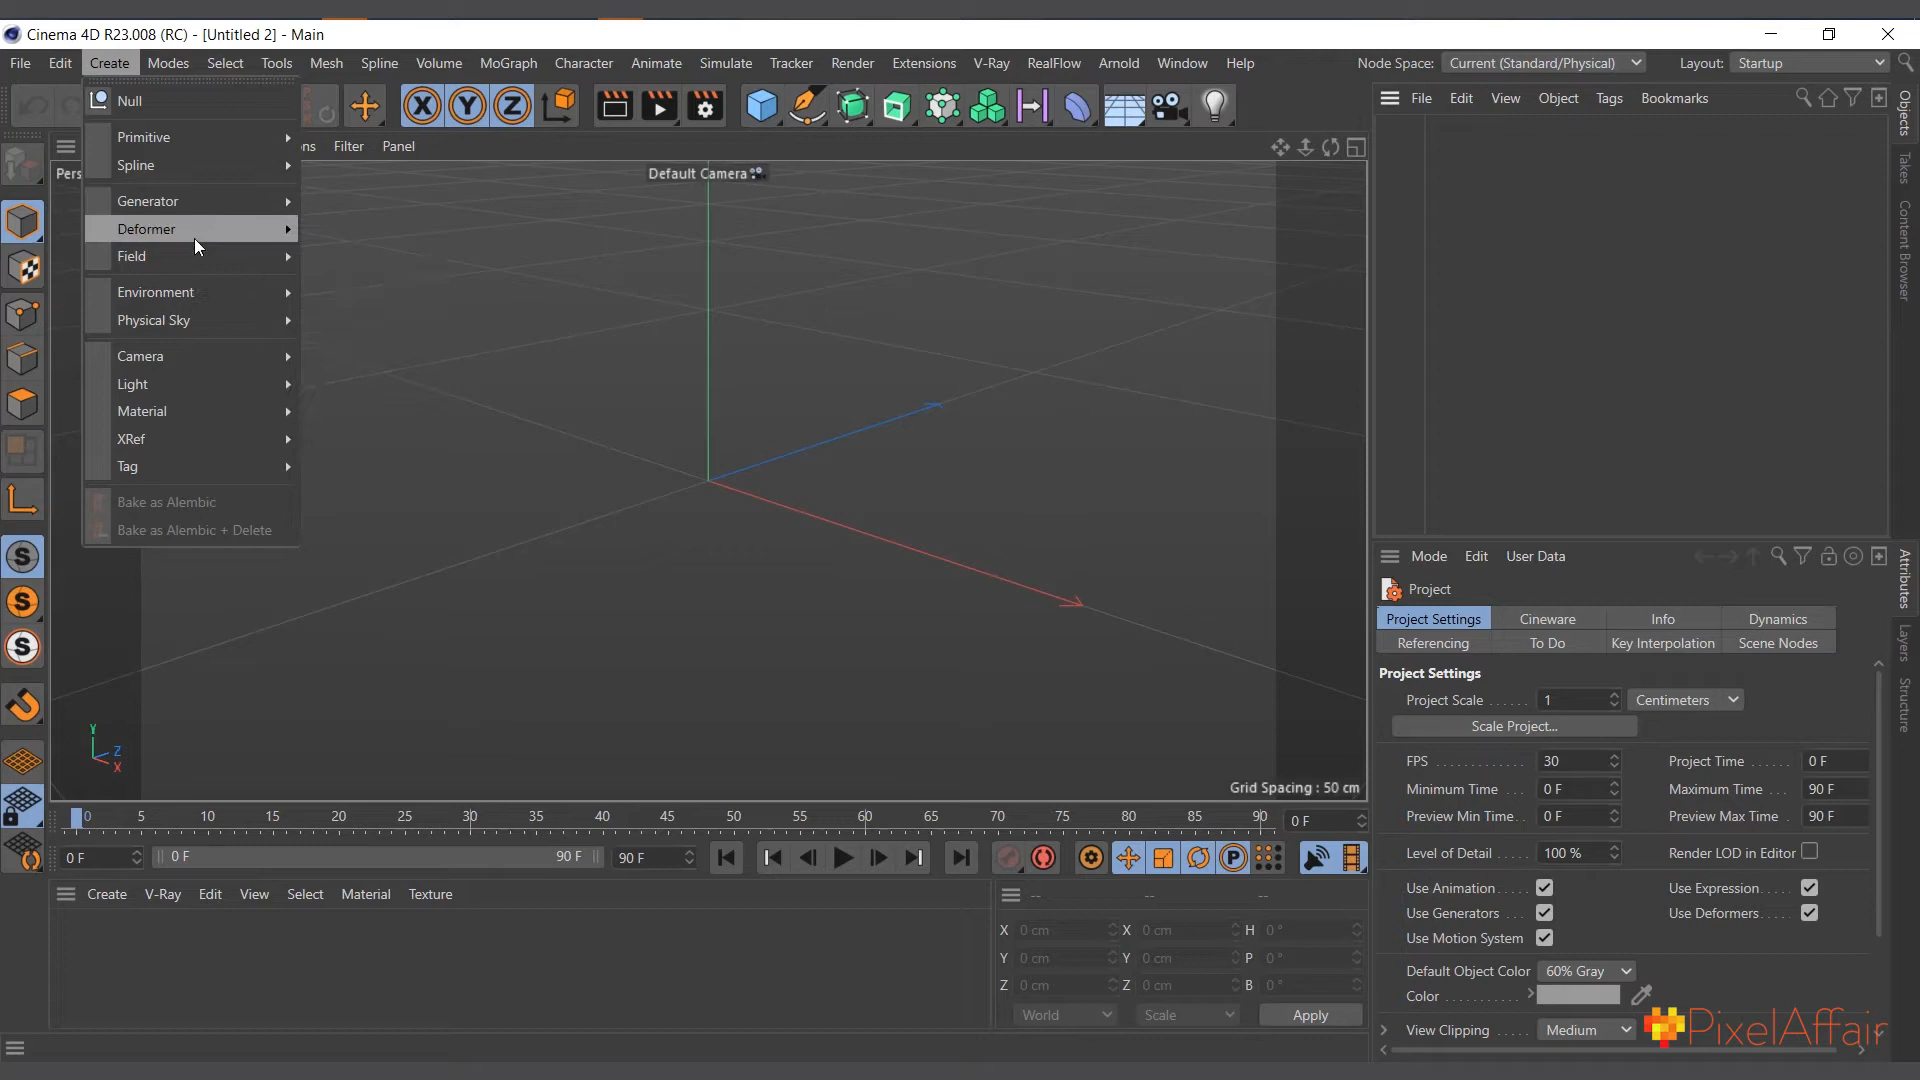 Cinema 4D R23.008 (RC) - [Untitled 2] - Main
File Edit Create Modes Select Tools Mesh Spline Volume MoGraph Character Animate Simulate Tracker Render Extensions V-Ray RealFlow Arnold Window Help Node Space: Current (Standard/Physical) Layout: Startup
Null
Primitive
Spline
Generator
Deformer
Field
Environment
Physical Sky
Camera
Light
Material
XRef
Tag
Bake as Alembic
Bake as Alembic + Delete
PSR
X Y Z
ns Filter Panel
Pers
Default Camera
Y
Z
X
Grid Spacing : 50 cm
S
S
S
0 5 10 15 20 25 30 35 40 45 50 55 60 65 70 75 80 85 90 0 F
0 F 0 F 90 F 90 F
P
Create V-Ray Edit View Select Material Texture
-- -- --
X 0 cm X 0 cm H 0 °
Y 0 cm Y 0 cm P 0 °
Z 0 cm Z 0 cm B 0 °
World Scale Apply
File Edit View Object Tags Bookmarks
Objects
Takes
Content Browser
Mode Edit User Data
Attributes
Layers
Structure
Project
Project Settings Cineware Info Dynamics
Referencing To Do Key Interpolation Scene Nodes
Project Settings
Project Scale ...... 1 Centimeters
Scale Project...
FPS ............. 30 Project Time ...... 0 F
Minimum Time ... 0 F Maximum Time ... 90 F
Preview Min Time . 0 F Preview Max Time . 90 F
Level of Detail ..... 100 % Render LOD in Editor
Use Animation ..... Use Expression .....
Use Generators ... Use Deformers .....
Use Motion System
Default Object Color 60% Gray
Color ...........
View Clipping ..... Medium
PixelAffair